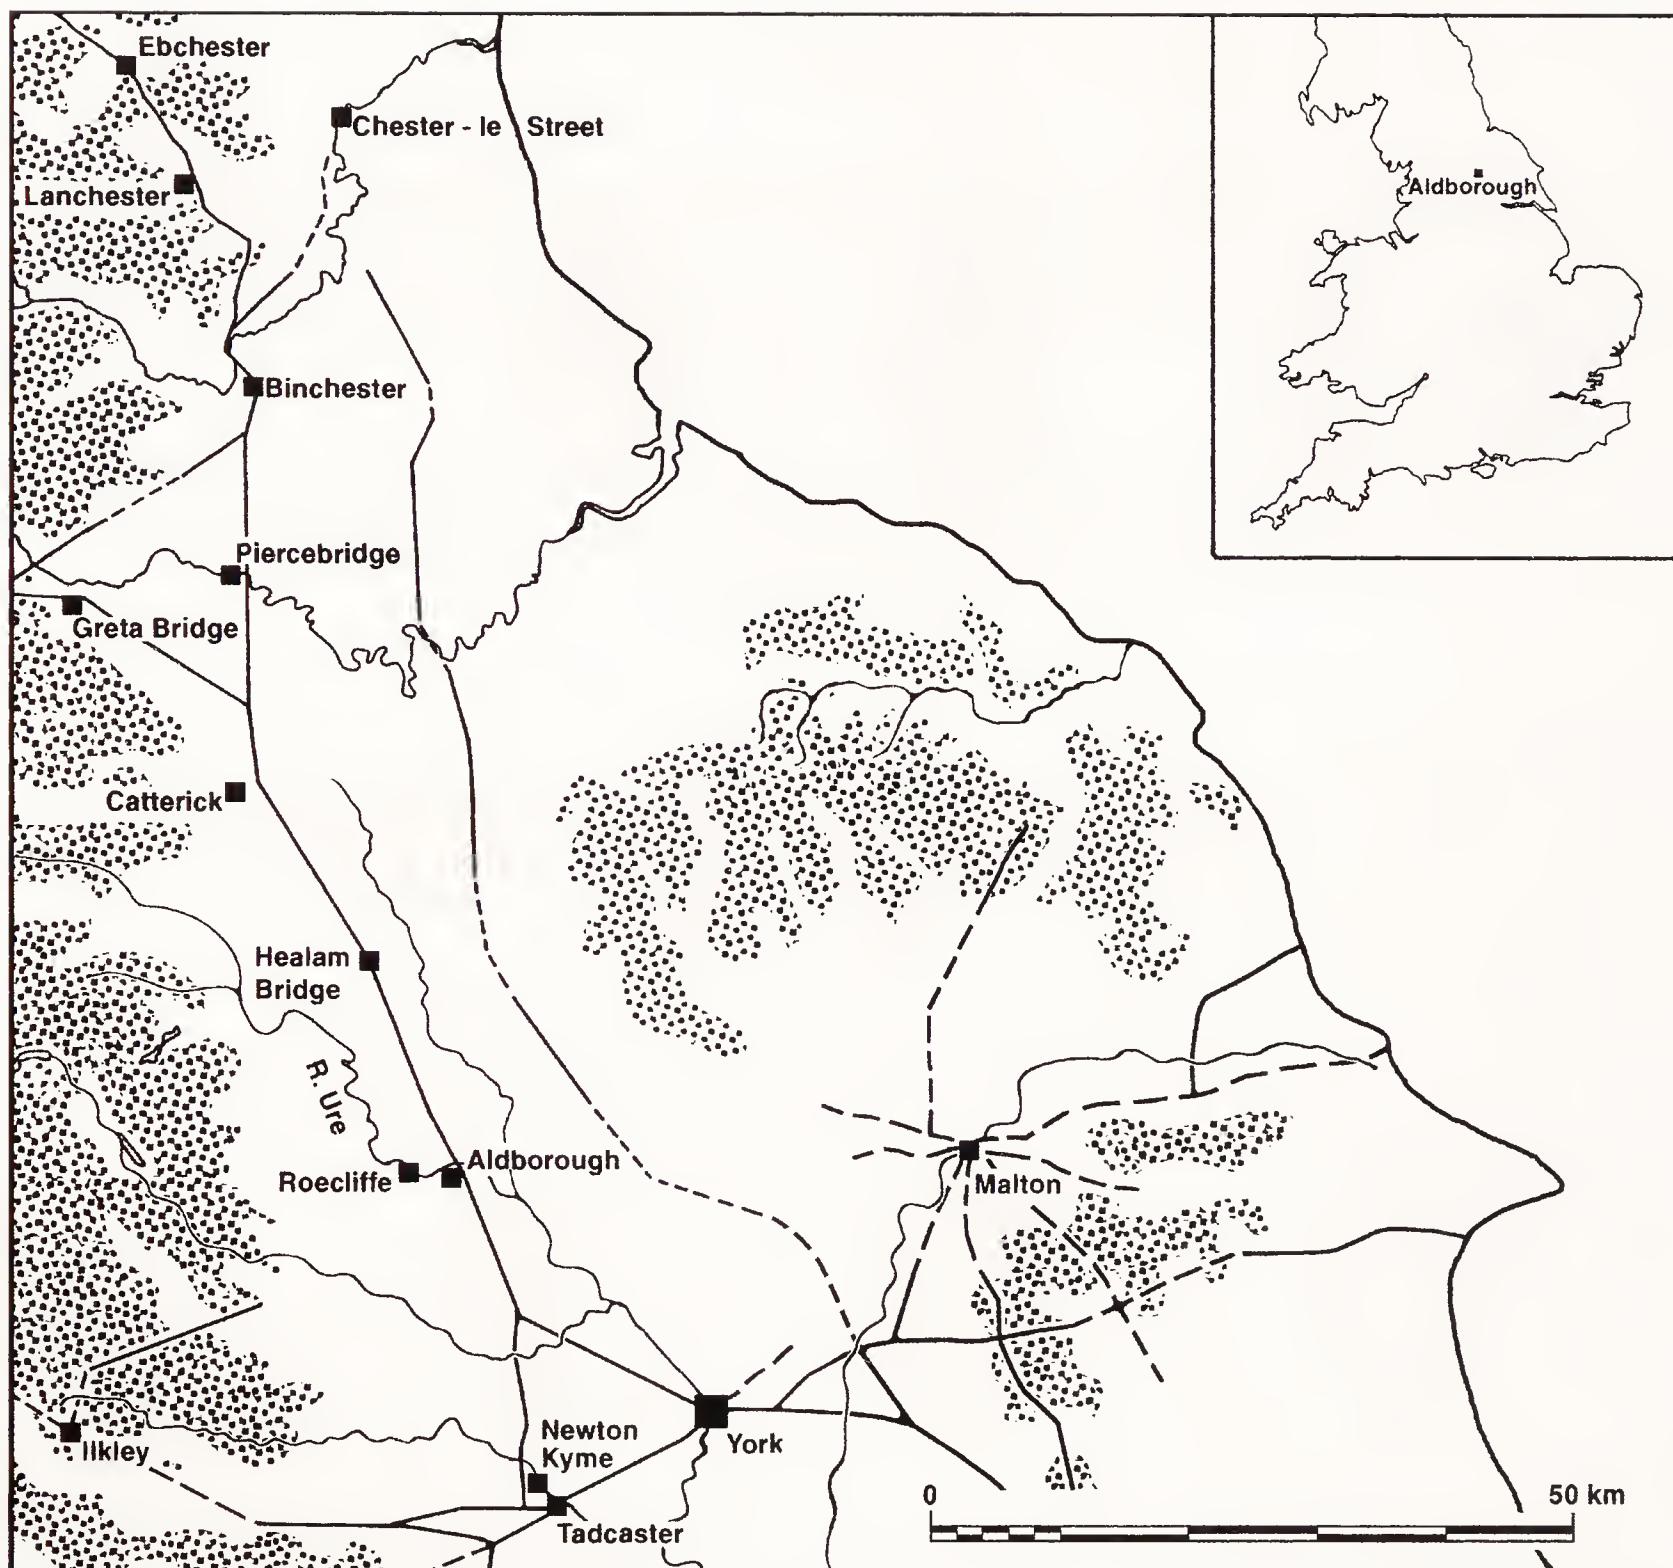 Ebchester
Chester - le Street
Lanchester
Aldborough
Binchester
Piercebridge
Greta Bridge
Catterick
Healam
Bridge
R. Ure
Aldborough
Roecliffe
Malton
Newton
Kyme
York
Ilkley
Tadcaster
0
50 km